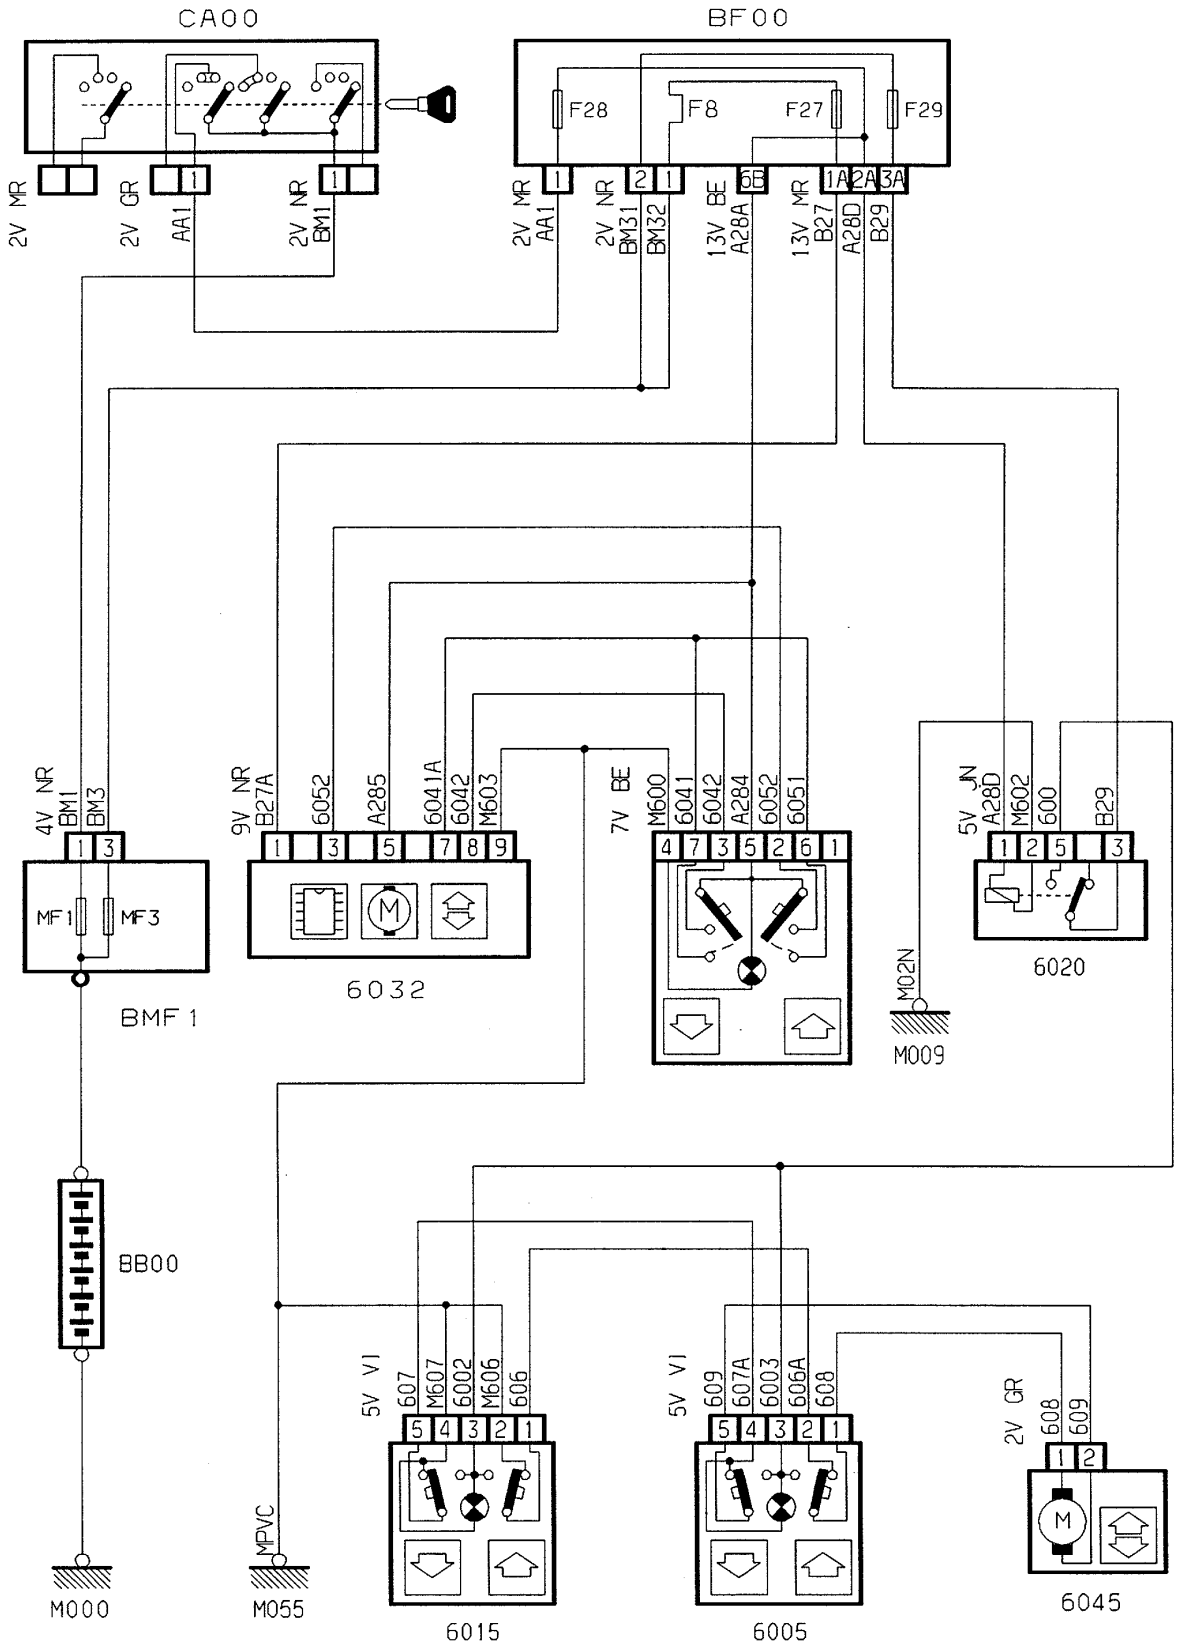 CA00
BF00
F28
F8
F27
F29
1
1
1
2
1
6B
1A
2A
3A
2V MR
2V GR
AA1
2V NR
BM1
2V MR
AA1
2V NR
BM31
BM32
13V BE
A28A
13V MR
B27
A28D
B29
4V NR
BM1
BM3
9V NR
B27A
6052
A285
6041A
6042
M603
7V BE
M600
6041
6042
A284
6052
6051
5V JN
A28D
M602
600
B29
1
3
1
3
5
7
8
9
4
7
3
5
2
6
1
1
2
5
3
MF1
MF3
M
6032
BMF1
6020
M02N
M009
BB00
5V VI
607
M607
6002
M606
606
5V VI
609
607A
6003
606A
608
2V GR
608
609
5
4
3
2
1
5
4
3
2
1
1
2
M
MPVC
M000
M055
6015
6005
6045